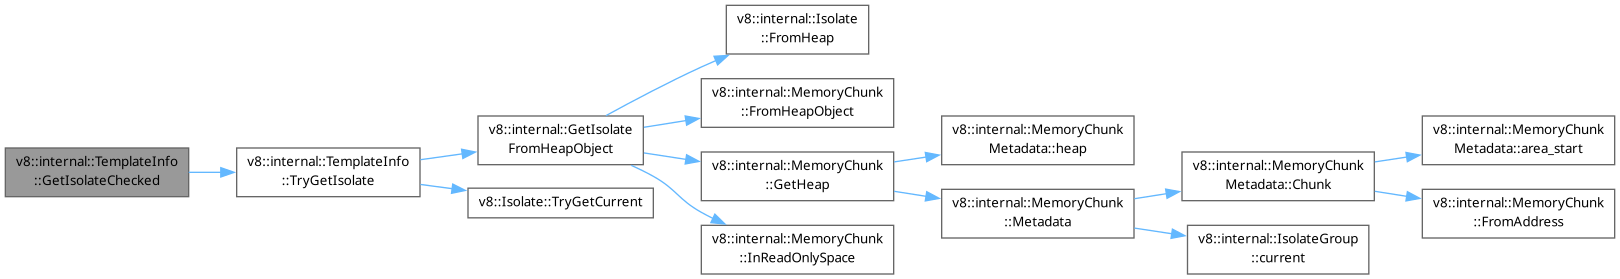 v8::internal::TemplateInfo
::GetIsolateChecked
v8::internal::TemplateInfo
::TryGetIsolate
v8::internal::GetIsolate
FromHeapObject
v8::Isolate::TryGetCurrent
v8::internal::Isolate
::FromHeap
v8::internal::MemoryChunk
::FromHeapObject
v8::internal::MemoryChunk
::GetHeap
v8::internal::MemoryChunk
::InReadOnlySpace
v8::internal::MemoryChunk
Metadata::heap
v8::internal::MemoryChunk
::Metadata
v8::internal::MemoryChunk
Metadata::Chunk
v8::internal::IsolateGroup
::current
v8::internal::MemoryChunk
Metadata::area_start
v8::internal::MemoryChunk
::FromAddress